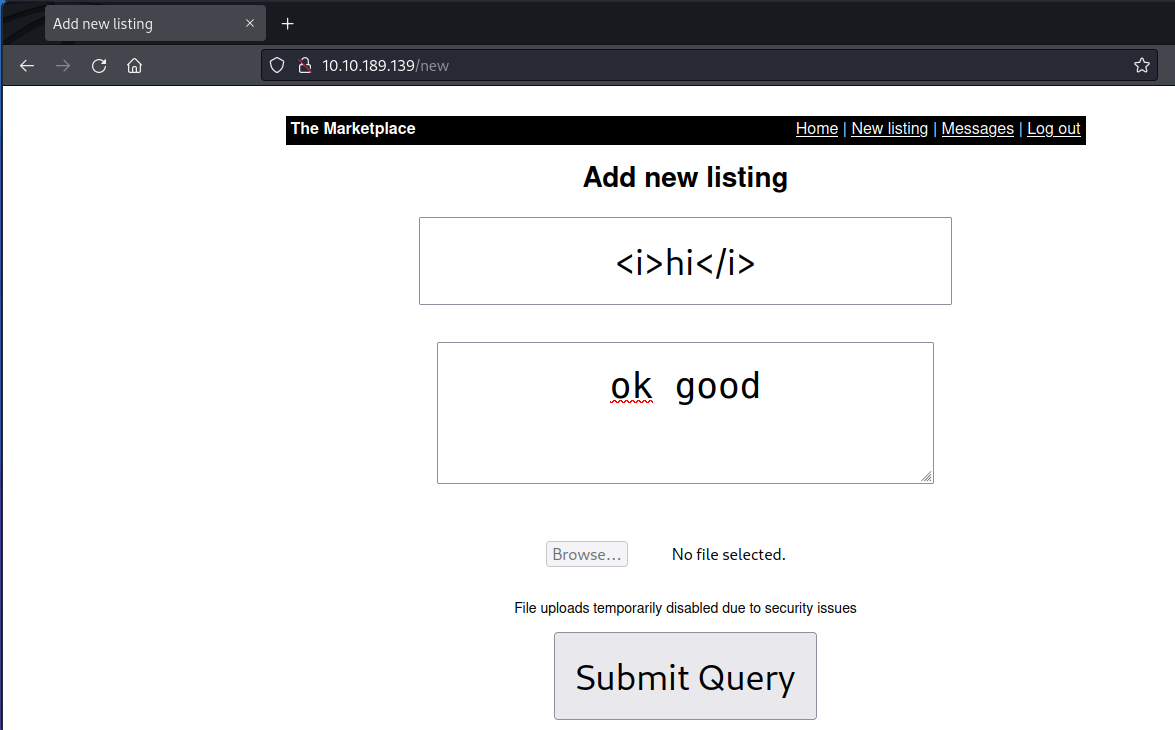 Add new listing
10.10.189.139/new
The Marketplace Home | New listing | Messages | Log out
Add new listing
<i>hi</i>
ok good
Browse... No file selected.
File uploads temporarily disabled due to security issues
Submit Query